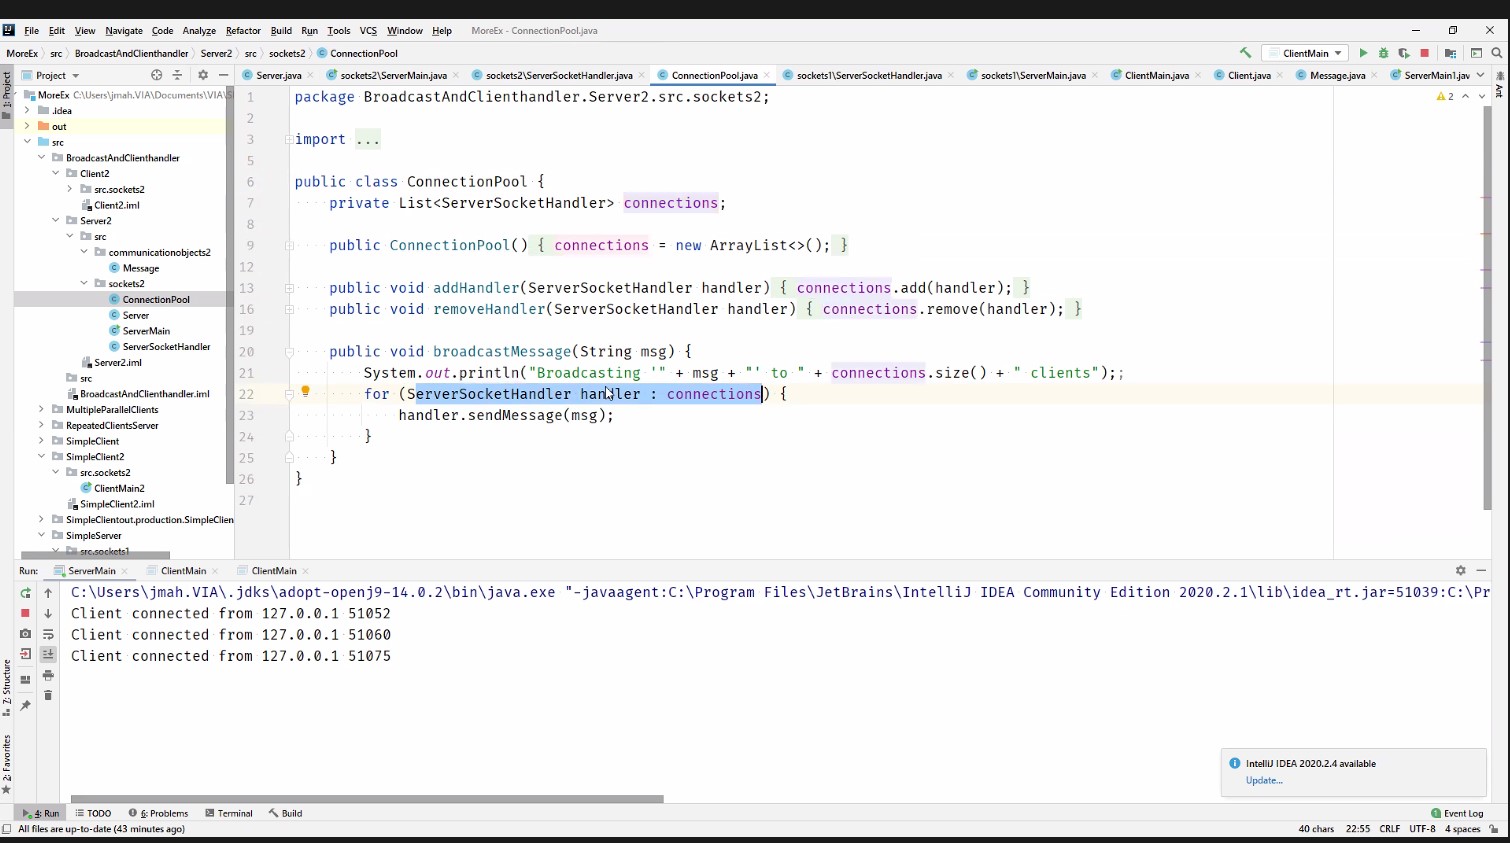 File Edit View Navigate Code Analyze Refactor Build Run Tools VCS Window Help MoreEx - ConnectionPool.java
MoreEx src BroadcastAndClienthandler Server2 src sockets2 ConnectionPool
ClientMain
Project
Server.java sockets2\ServerMain.java sockets2\ServerSocketHandler.java ConnectionPool.java sockets1\ServerSocketHandler.java sockets1\ServerMain.java ClientMain.java Client.java Message.java ServerMain1.jav
1: Project
Ant
MoreEx C:\Users\jmah.VIA\Documents\VIA\S
.idea
out
src
BroadcastAndClienthandler
Client2
src.sockets2
Client2.iml
Server2
src
communicationobjects2
Message
sockets2
ConnectionPool
Server
ServerMain
ServerSocketHandler
Server2.iml
src
BroadcastAndClienthandler.iml
MultipleParallelClients
RepeatedClientsServer
SimpleClient
SimpleClient2
src.sockets2
ClientMain2
SimpleClient2.iml
SimpleClientout.production.SimpleClien
SimpleServer
src.sockets1
2
1 package BroadcastAndClienthandler.Server2.src.sockets2;
2
3 import ...
5
6 public class ConnectionPool {
7 private List<ServerSocketHandler> connections;
8
9 public ConnectionPool() { connections = new ArrayList<>(); }
12
13 public void addHandler(ServerSocketHandler handler) { connections.add(handler); }
16 public void removeHandler(ServerSocketHandler handler) { connections.remove(handler); }
19
20 public void broadcastMessage(String msg) {
21 System.out.println("Broadcasting '" + msg + "' to " + connections.size() + " clients");;
22 for (ServerSocketHandler handler : connections) {
23 handler.sendMessage(msg);
24 }
25 }
26 }
27
Run: ServerMain ClientMain ClientMain
C:\Users\jmah.VIA\.jdks\adopt-openj9-14.0.2\bin\java.exe "-javaagent:C:\Program Files\JetBrains\IntelliJ IDEA Community Edition 2020.2.1\lib\idea_rt.jar=51039:C:\Pr
Client connected from 127.0.0.1 51052
Client connected from 127.0.0.1 51060
Client connected from 127.0.0.1 51075
Z: Structure
2: Favorites
IntelliJ IDEA 2020.2.4 available
Update...
4: Run TODO 6: Problems Terminal Build
1 Event Log
All files are up-to-date (43 minutes ago)
40 chars 22:55 CRLF UTF-8 4 spaces